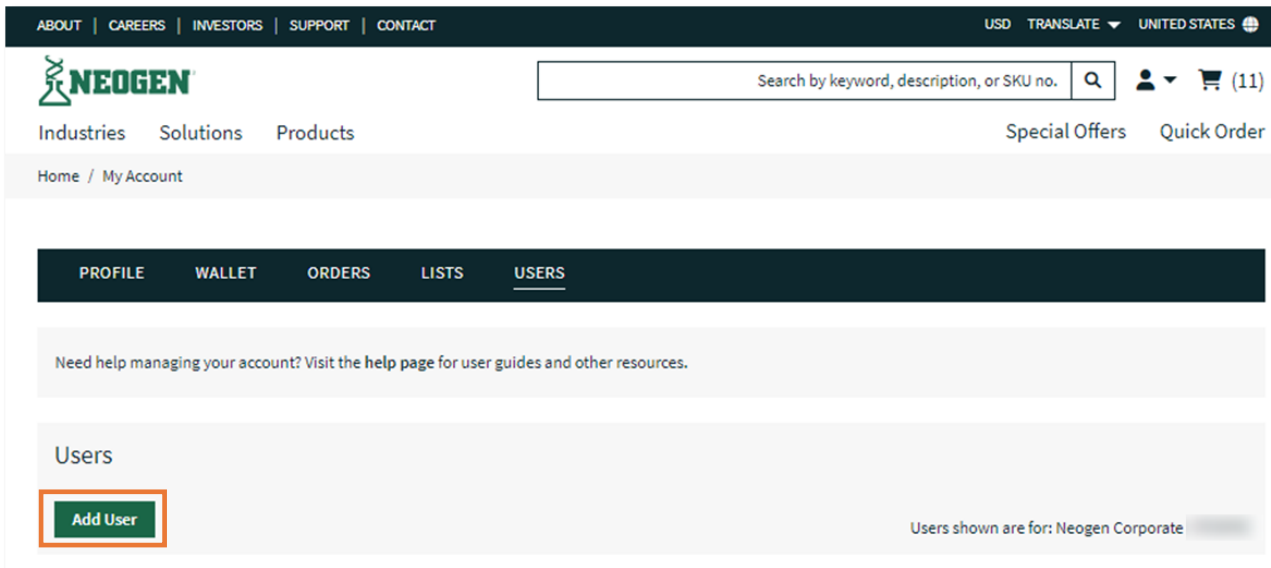 ABOUT | CAREERS | INVESTORS | SUPPORT | CONTACT USD TRANSLATE UNITED STATES
NEOGEN Search by keyword, description, or SKU no. (11)
Industries Solutions Products Special Offers Quick Order
Home / My Account
PROFILE WALLET ORDERS LISTS USERS
Need help managing your account? Visit the help page for user guides and other resources.
Users
Add User
Users shown are for: Neogen Corporate